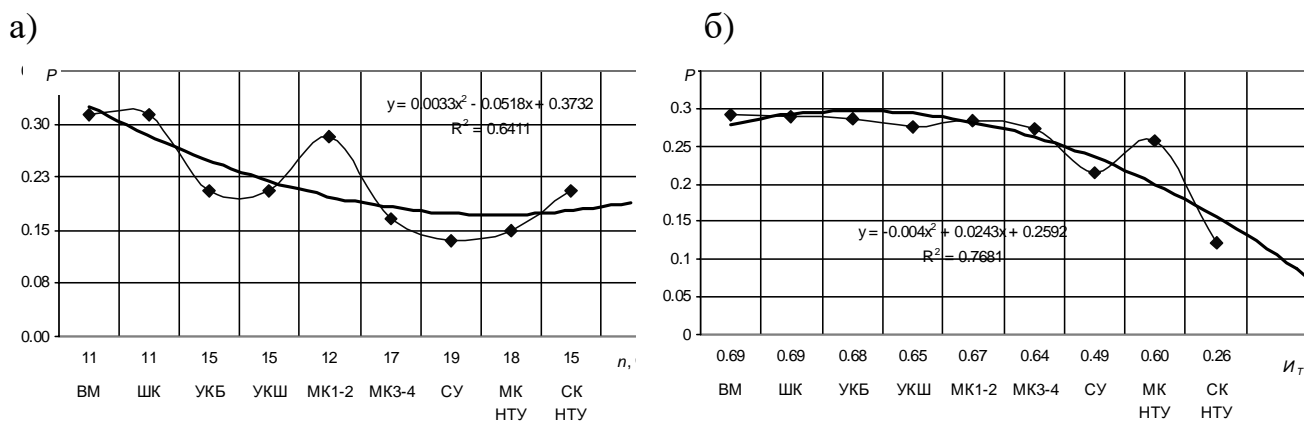 а)
P
0.30
0.23
0.15
0.08
0.00
y = 0.0033x² - 0.0518x + 0.3732
R² = 0.6411
11 11 15 15 12 17 19 18 15 n,
ВМ ШК УКБ УКШ МК1-2 МК3-4 СУ МК НТУ СК НТУ
б)
P
0.3
0.25
0.2
0.15
0.1
0.05
0
y = -0.004x² + 0.0243x + 0.2592
R² = 0.7681
0.69 0.69 0.68 0.65 0.67 0.64 0.49 0.60 0.26 И_T
ВМ ШК УКБ УКШ МК1-2 МК3-4 СУ МК НТУ СК НТУ